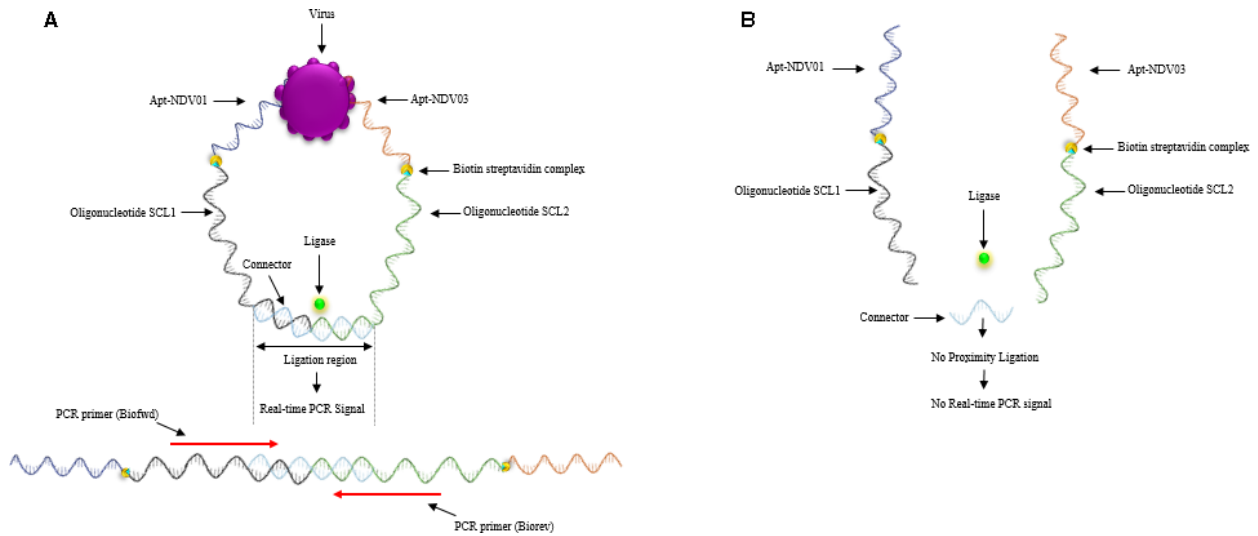 A
Virus
Apt-NDV01
Apt-NDV03
Biotin streptavidin complex
Oligonucleotide SCL1
Oligonucleotide SCL2
Ligase
Connector
Ligation region
Real-time PCR Signal
PCR primer (Biofwd)
PCR primer (Biorev)
B
Apt-NDV01
Apt-NDV03
Biotin streptavidin complex
Oligonucleotide SCL1
Oligonucleotide SCL2
Ligase
Connector
No Proximity Ligation
No Real-time PCR signal